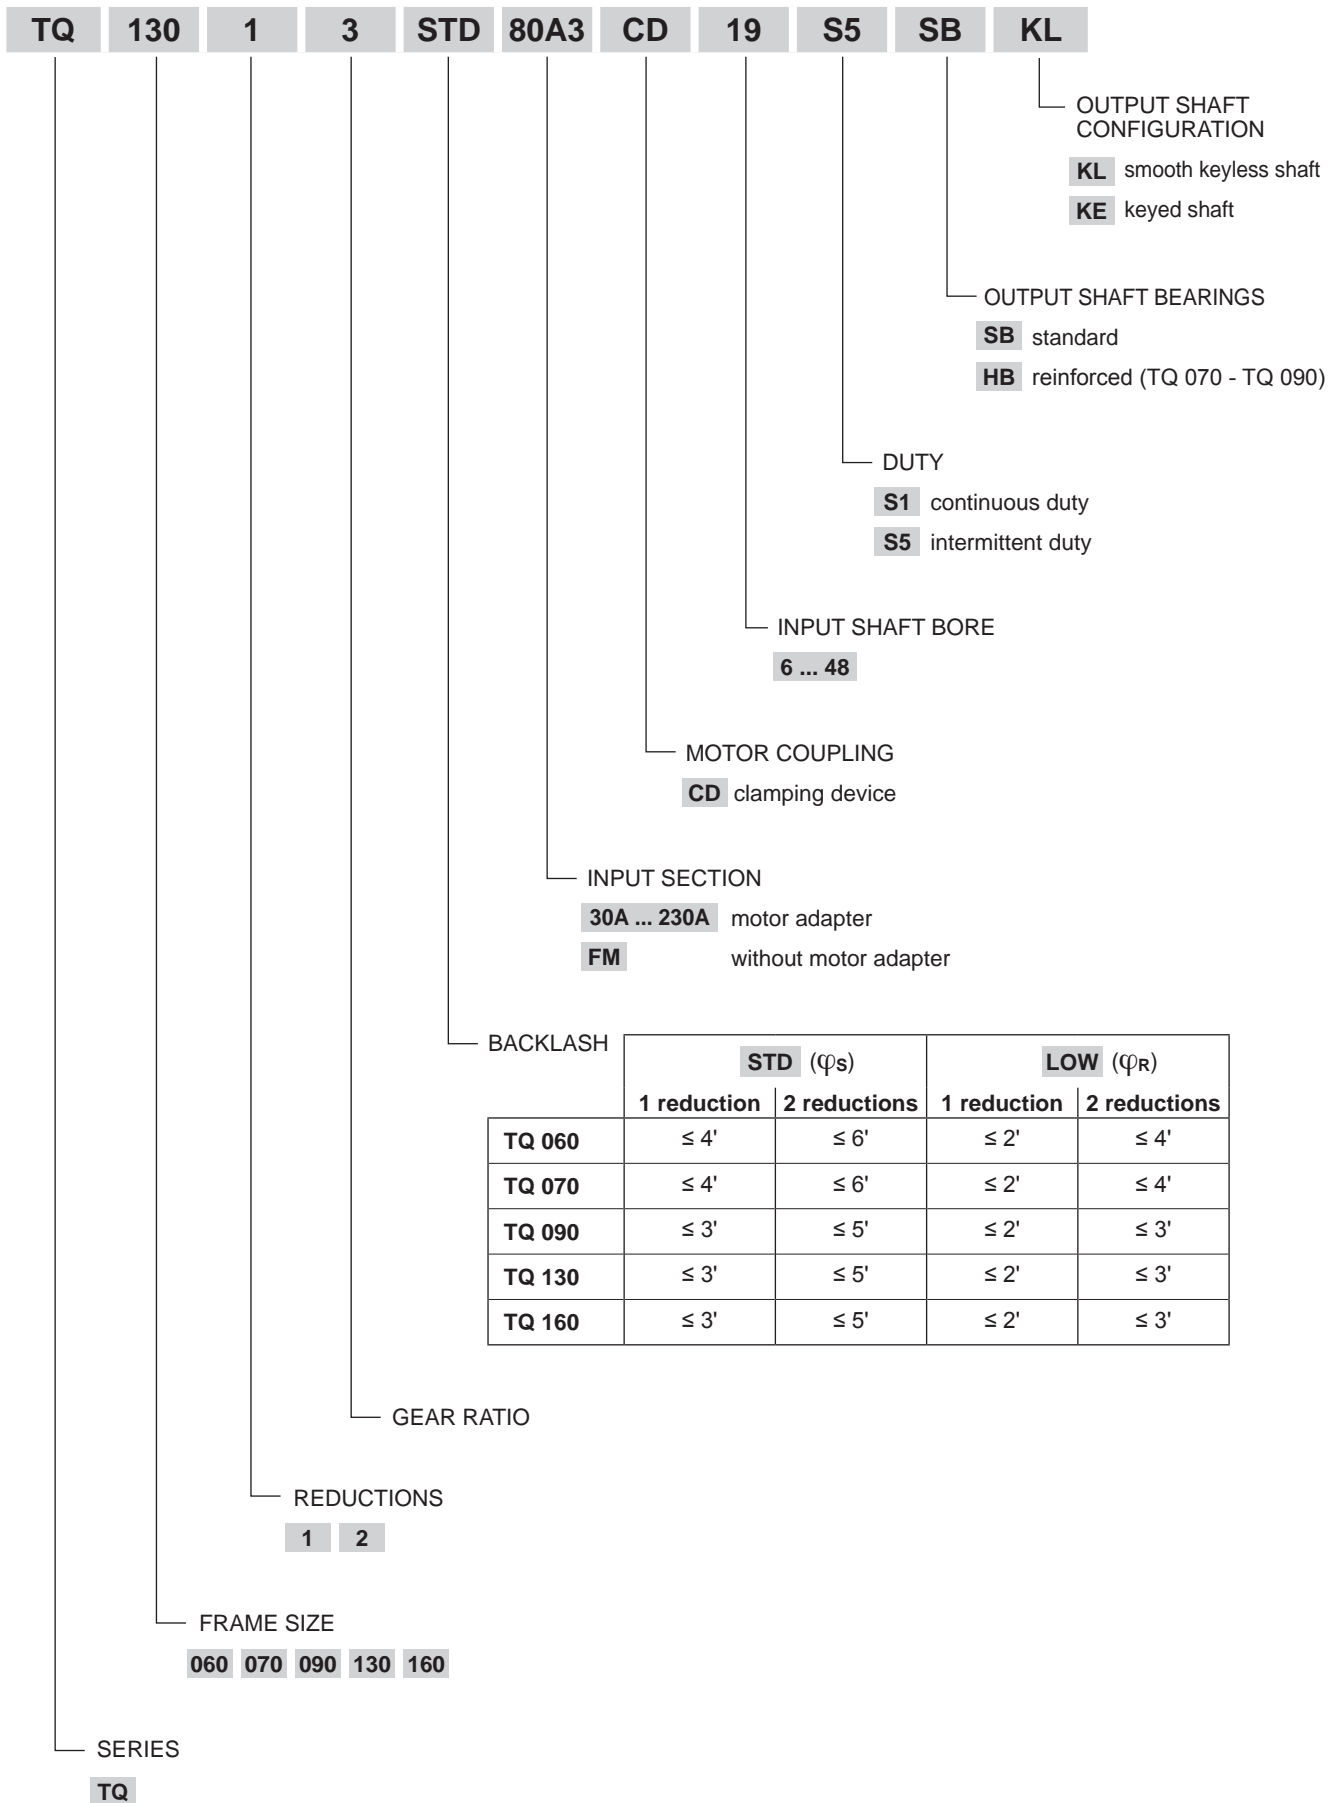 TQ 130 1 3 STD 80A3 CD 19 S5 SB KL
OUTPUT SHAFT
CONFIGURATION
KL smooth keyless shaft
KE keyed shaft
OUTPUT SHAFT BEARINGS
SB standard
HB reinforced (TQ 070 - TQ 090)
DUTY
S1 continuous duty
S5 intermittent duty
INPUT SHAFT BORE
6 ... 48
MOTOR COUPLING
CD clamping device
INPUT SECTION
30A ... 230A motor adapter
FM without motor adapter
BACKLASH
STD (φS) LOW (φR)
1 reduction 2 reductions 1 reduction 2 reductions
TQ 060 ≤ 4' ≤ 6' ≤ 2' ≤ 4'
TQ 070 ≤ 4' ≤ 6' ≤ 2' ≤ 4'
TQ 090 ≤ 3' ≤ 5' ≤ 2' ≤ 3'
TQ 130 ≤ 3' ≤ 5' ≤ 2' ≤ 3'
TQ 160 ≤ 3' ≤ 5' ≤ 2' ≤ 3'
GEAR RATIO
REDUCTIONS
1 2
FRAME SIZE
060 070 090 130 160
SERIES
TQ